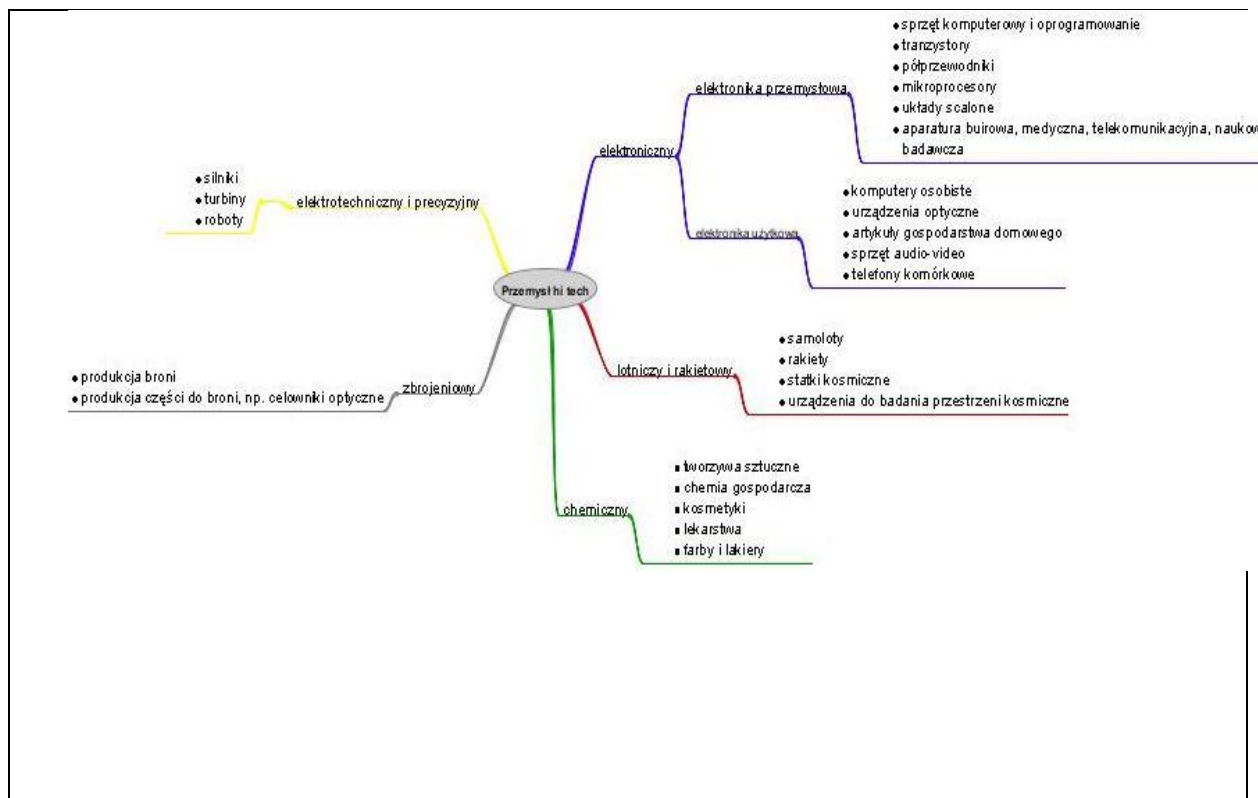 Przemysł hi tech
elektroniczny
elektronika przemysłowa
sprzęt komputerowy i oprogramowanie
tranzystory
półprzewodniki
mikroprocesory
układy scalone
aparatura buirowa, medyczna, telekomunikacyjna, naukow
badawcza
elektronika użytkowa
komputery osobiste
urządzenia optyczne
artykuły gospodarstwa domowego
sprzęt audio-video
telefony komórkowe
lotniczy i rakietowy
samoloty
rakiety
statki kosmiczne
urządzenia do badania przestrzeni kosmiczne
chemiczny
tworzywa sztuczne
chemia gospodarcza
kosmetyki
lekarstwa
farby i lakiery
zbrojeniowy
produkcja broni
produkcja części do broni, np. celowniki optyczne
elektrotechniczny i precyzyjny
silniki
turbiny
roboty